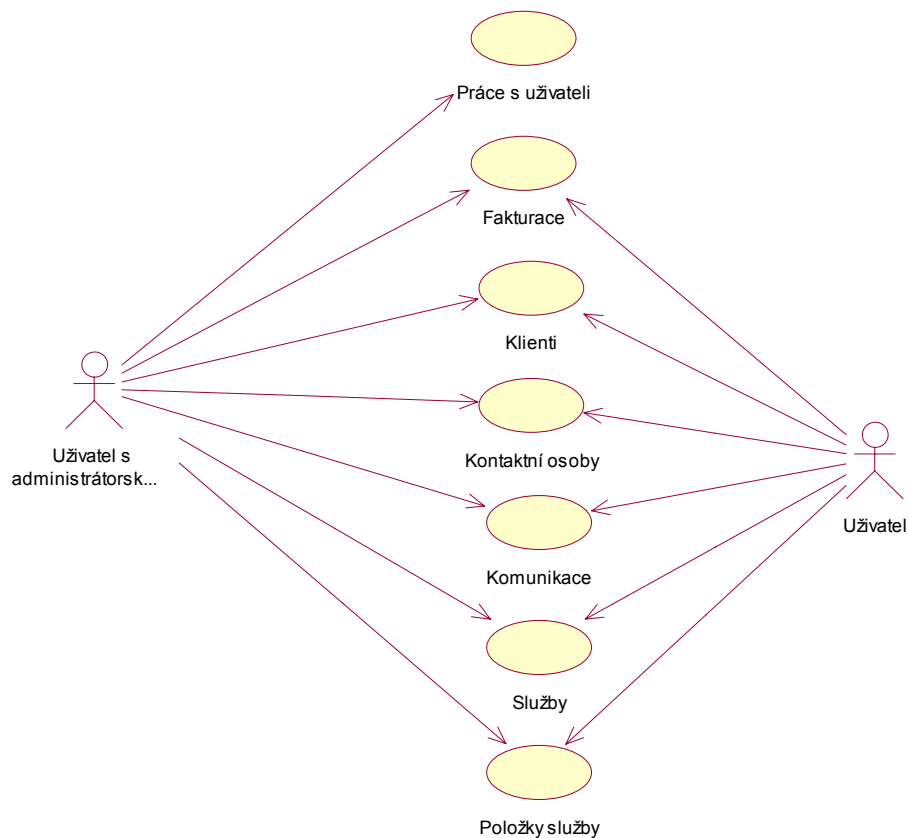 Práce s uživateli
Fakturace
Klienti
Kontaktní osoby
Uživatel s
administrátorsk...
Uživatel
Komunikace
Služby
Položky služby